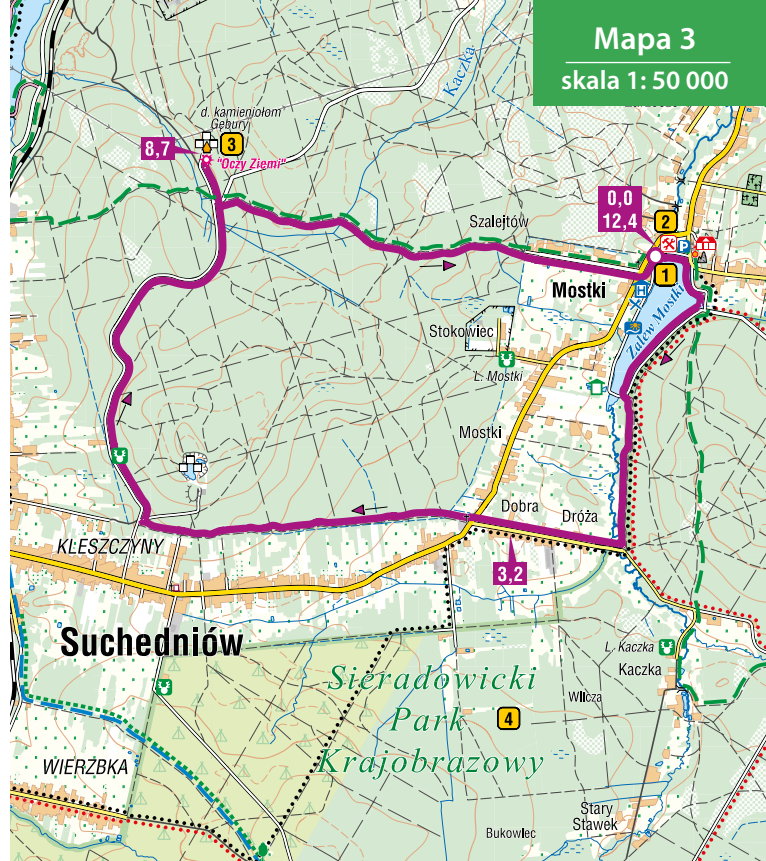 Mapa 3
skala 1: 50 000
Kaczka
d. kamieniołom
Gębury
3
8,7
"Oczy Ziemi"
0,0
12,4
2
P
Szalejtów
1
Mostki
H
Zalew Mostki
Stokowiec
L. Mostki
Mostki
Dobra
Dróża
KLESZCZYNY
3,2
Suchedniów
L. Kaczka
Kaczka
Sieradowicki
Park
Krajobrazowy
Wilcza
4
WIERZBKA
Stary
Stawek
Bukowiec